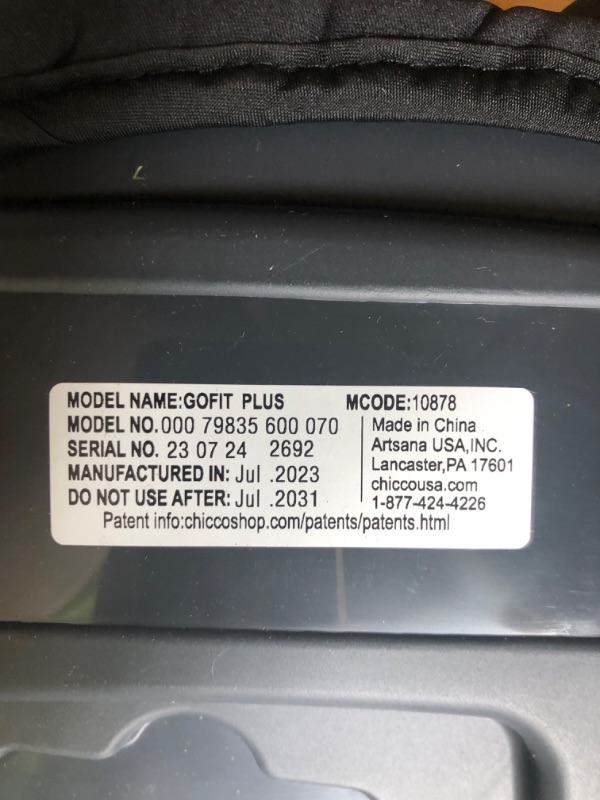 MODEL NAME:GOFIT PLUS MCODE:10878
MODEL NO.000 79835 600 070
SERIAL NO. 23 07 24 2692
MANUFACTURED IN: Jul .2023
DO NOT USE AFTER: Jul .2031
Made in China
Artsana USA,INC.
Lancaster,PA 17601
chiccousa.com
1-877-424-4226
Patent info:chiccoshop.com/patents/patents.html